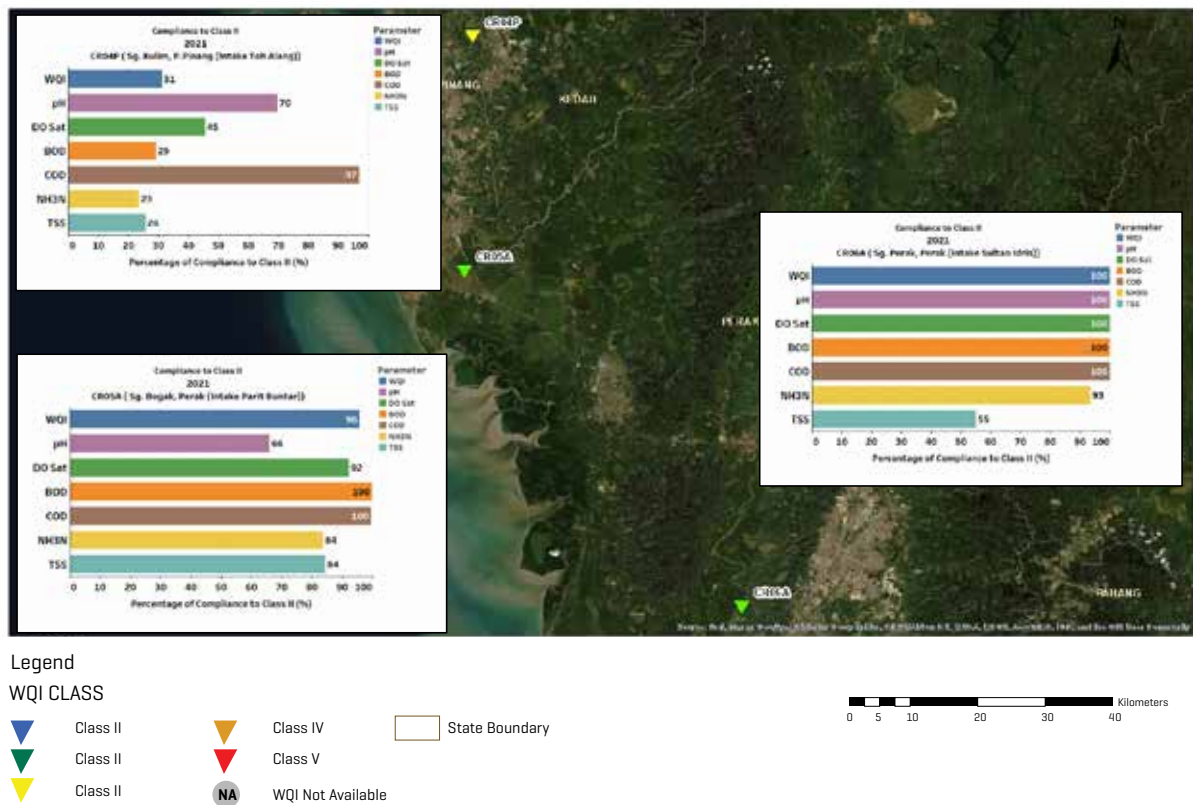 Compliance to Class II
2021
CR04P ( Sg. Kulim, P. Pinang (Intake Toh Alang))
WQI 31
pH 70
DO Sat 45
BOD 29
COD 97
NH3N 23
TSS
0 10 20 30 40 50 60 70 80 90 100
Percentage of Compliance to Class II (%)
Parameter
WQI
pH
DO Sat
BOD
COD
NH3N
TSS
CR04P
KEDAH
CR05A
PERAK
CR06A
PAHANG
Compliance to Class II
2021
CR06A ( Sg. Perak, Perak (Intake Sultan Idris))
WQI 100
pH 100
DO Sat 100
BOD 100
COD 100
NH3N 93
TSS 55
0 10 20 30 40 50 60 70 80 90 100
Percentage of Compliance to Class II (%)
Parameter
WQI
pH
DO Sat
BOD
COD
NH3N
TSS
Compliance to Class II
2021
CR05A ( Sg. Bogak, Perak (Intake Parit Buntar))
WQI 96
pH 66
DO Sat 92
BOD 100
COD 100
NH3N 84
TSS 84
0 10 20 30 40 50 60 70 80 90 100
Percentage of Compliance to Class II (%)
Parameter
WQI
pH
DO Sat
BOD
COD
NH3N
TSS
Legend
WQI CLASS
Class II
Class II
Class II
Class IV
Class V
NA WQI Not Available
State Boundary
Kilometers
0 5 10 20 30 40